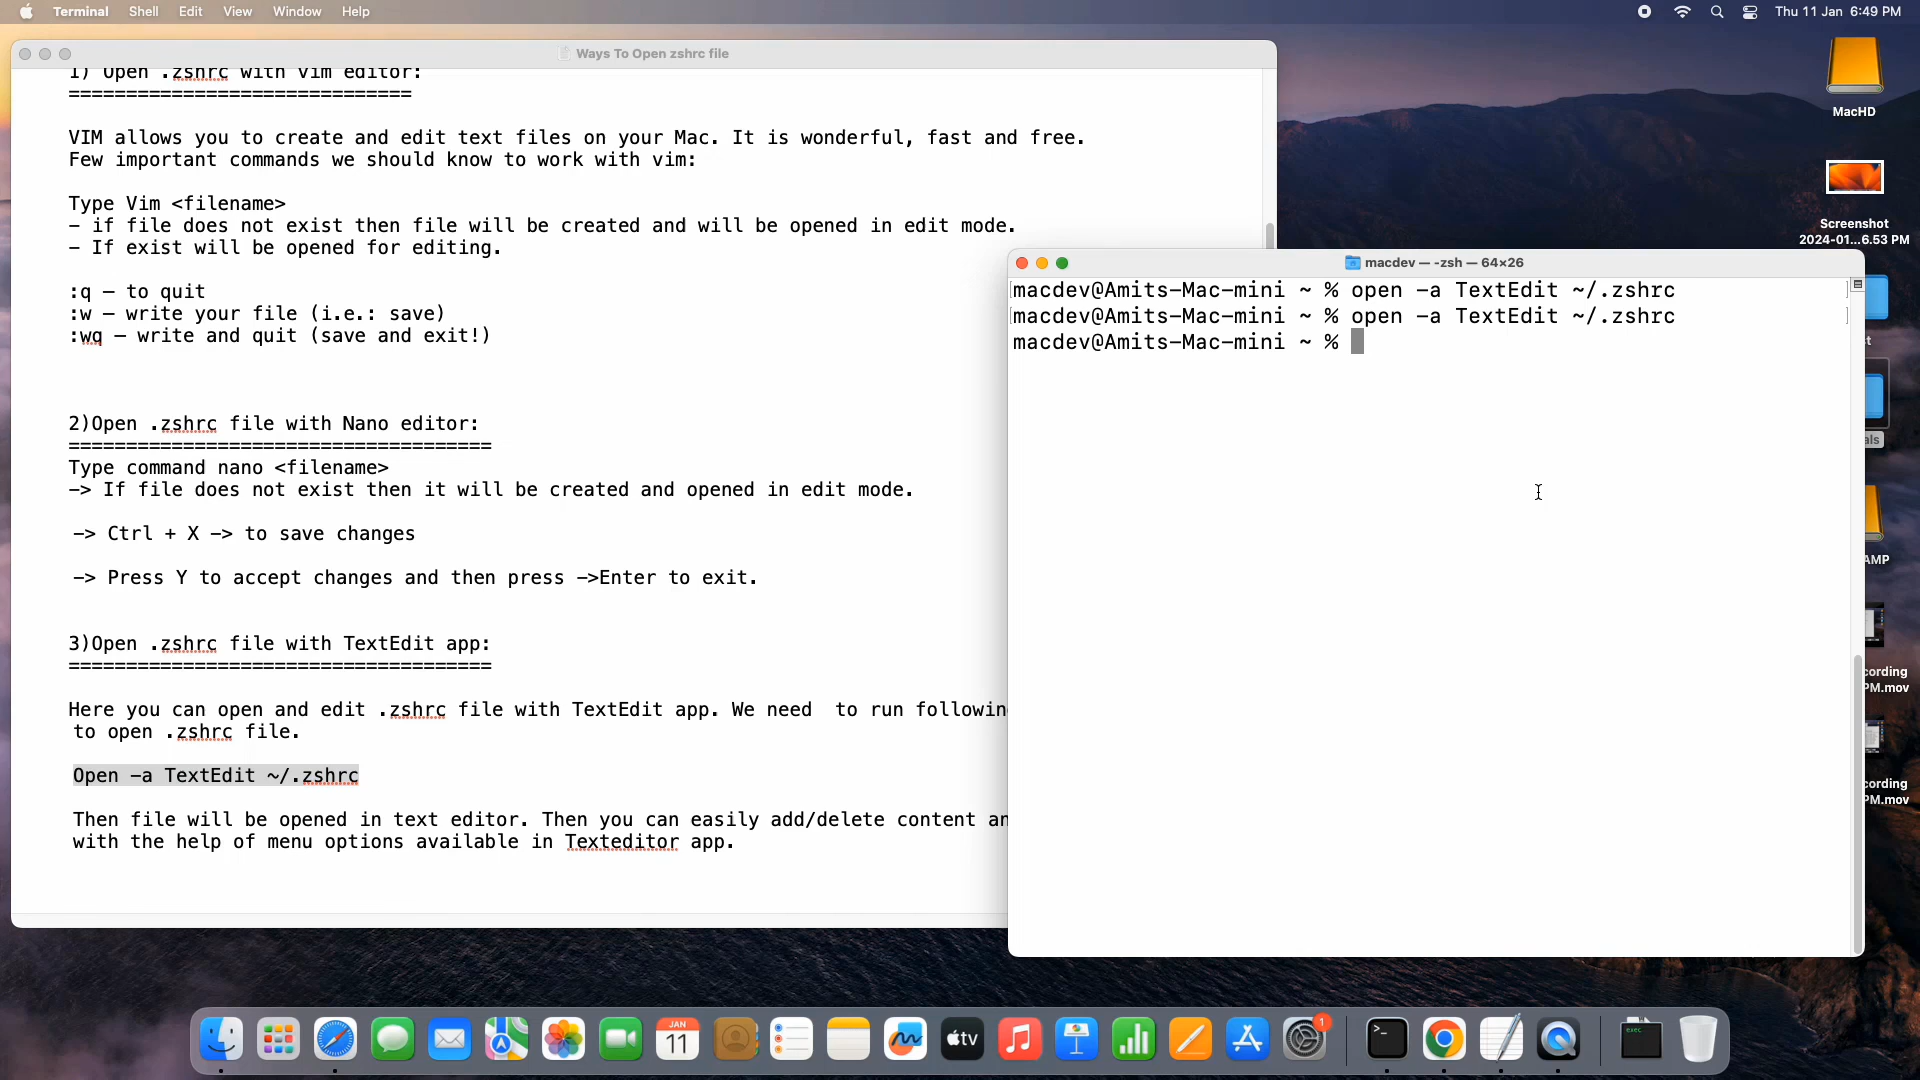 Terminal Shell Edit View Window Help
Thu 11 Jan 6:49 PM
Ways To Open zshrc file
1) Open .zshrc with vim editor:
==============================
VIM allows you to create and edit text files on your Mac. It is wonderful, fast and free.
Few important commands we should know to work with vim:
Type Vim <filename>
– if file does not exist then file will be created and will be opened in edit mode.
– If exist will be opened for editing.
:q – to quit
:w – write your file (i.e.: save)
:wq – write and quit (save and exit!)
2)Open .zshrc file with Nano editor:
=====================================
Type command nano <filename>
–> If file does not exist then it will be created and opened in edit mode.
–> Ctrl + X –> to save changes
–> Press Y to accept changes and then press –>Enter to exit.
3)Open .zshrc file with TextEdit app:
=====================================
Here you can open and edit .zshrc file with TextEdit app. We need  to run followin
to open .zshrc file.
Open –a TextEdit ~/.zshrc
Then file will be opened in text editor. Then you can easily add/delete content an
with the help of menu options available in Texteditor app.
macdev — -zsh — 64×26
macdev@Amits-Mac-mini ~ % open -a TextEdit ~/.zshrc
macdev@Amits-Mac-mini ~ % open -a TextEdit ~/.zshrc
macdev@Amits-Mac-mini ~ %
MacHD
Screenshot
2024-01...6.53 PM
t
als
AMP
cording
PM.mov
cording
PM.mov
JAN
11
tv
1
>_
exec